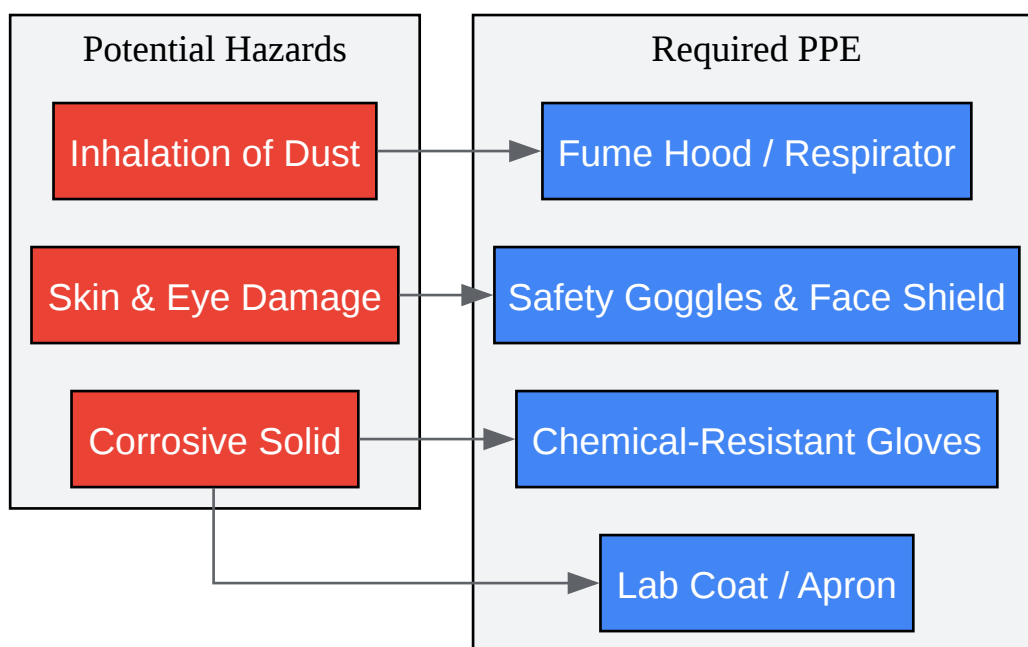 Potential Hazards
Required PPE
Inhalation of Dust
Fume Hood / Respirator
Skin & Eye Damage
Safety Goggles & Face Shield
Corrosive Solid
Chemical-Resistant Gloves
Lab Coat / Apron